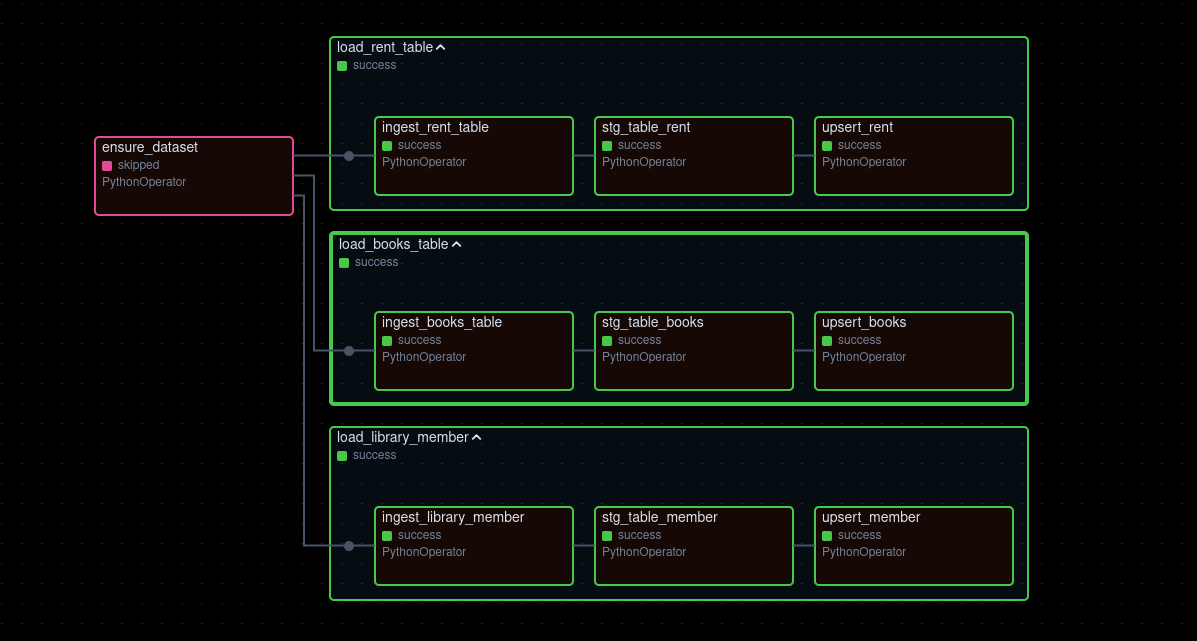 load_rent_table
success
ingest_rent_table
success
PythonOperator
stg_table_rent
success
PythonOperator
upsert_rent
success
PythonOperator
ensure_dataset
skipped
PythonOperator
load_books_table
success
ingest_books_table
success
PythonOperator
stg_table_books
success
PythonOperator
upsert_books
success
PythonOperator
load_library_member
success
ingest_library_member
success
PythonOperator
stg_table_member
success
PythonOperator
upsert_member
success
PythonOperator